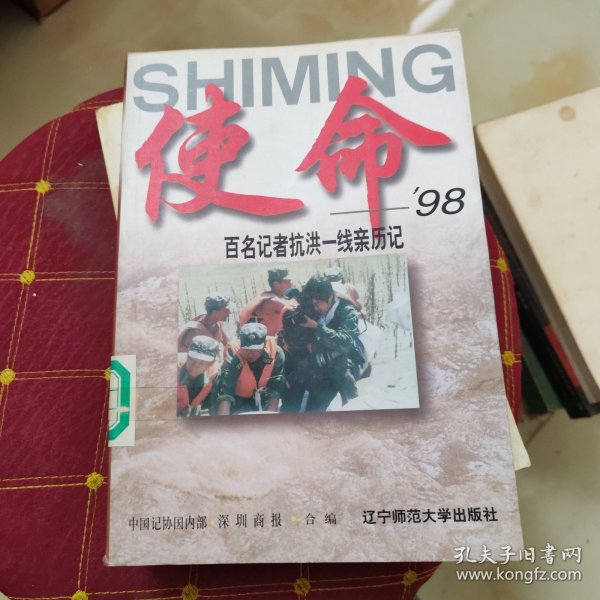 SHIMING
使命
——'98
百名记者抗洪一线亲历记
中国记协国内部·深圳商报·合编 辽宁师范大学出版社
孔夫子旧书网
www.kongfz.com